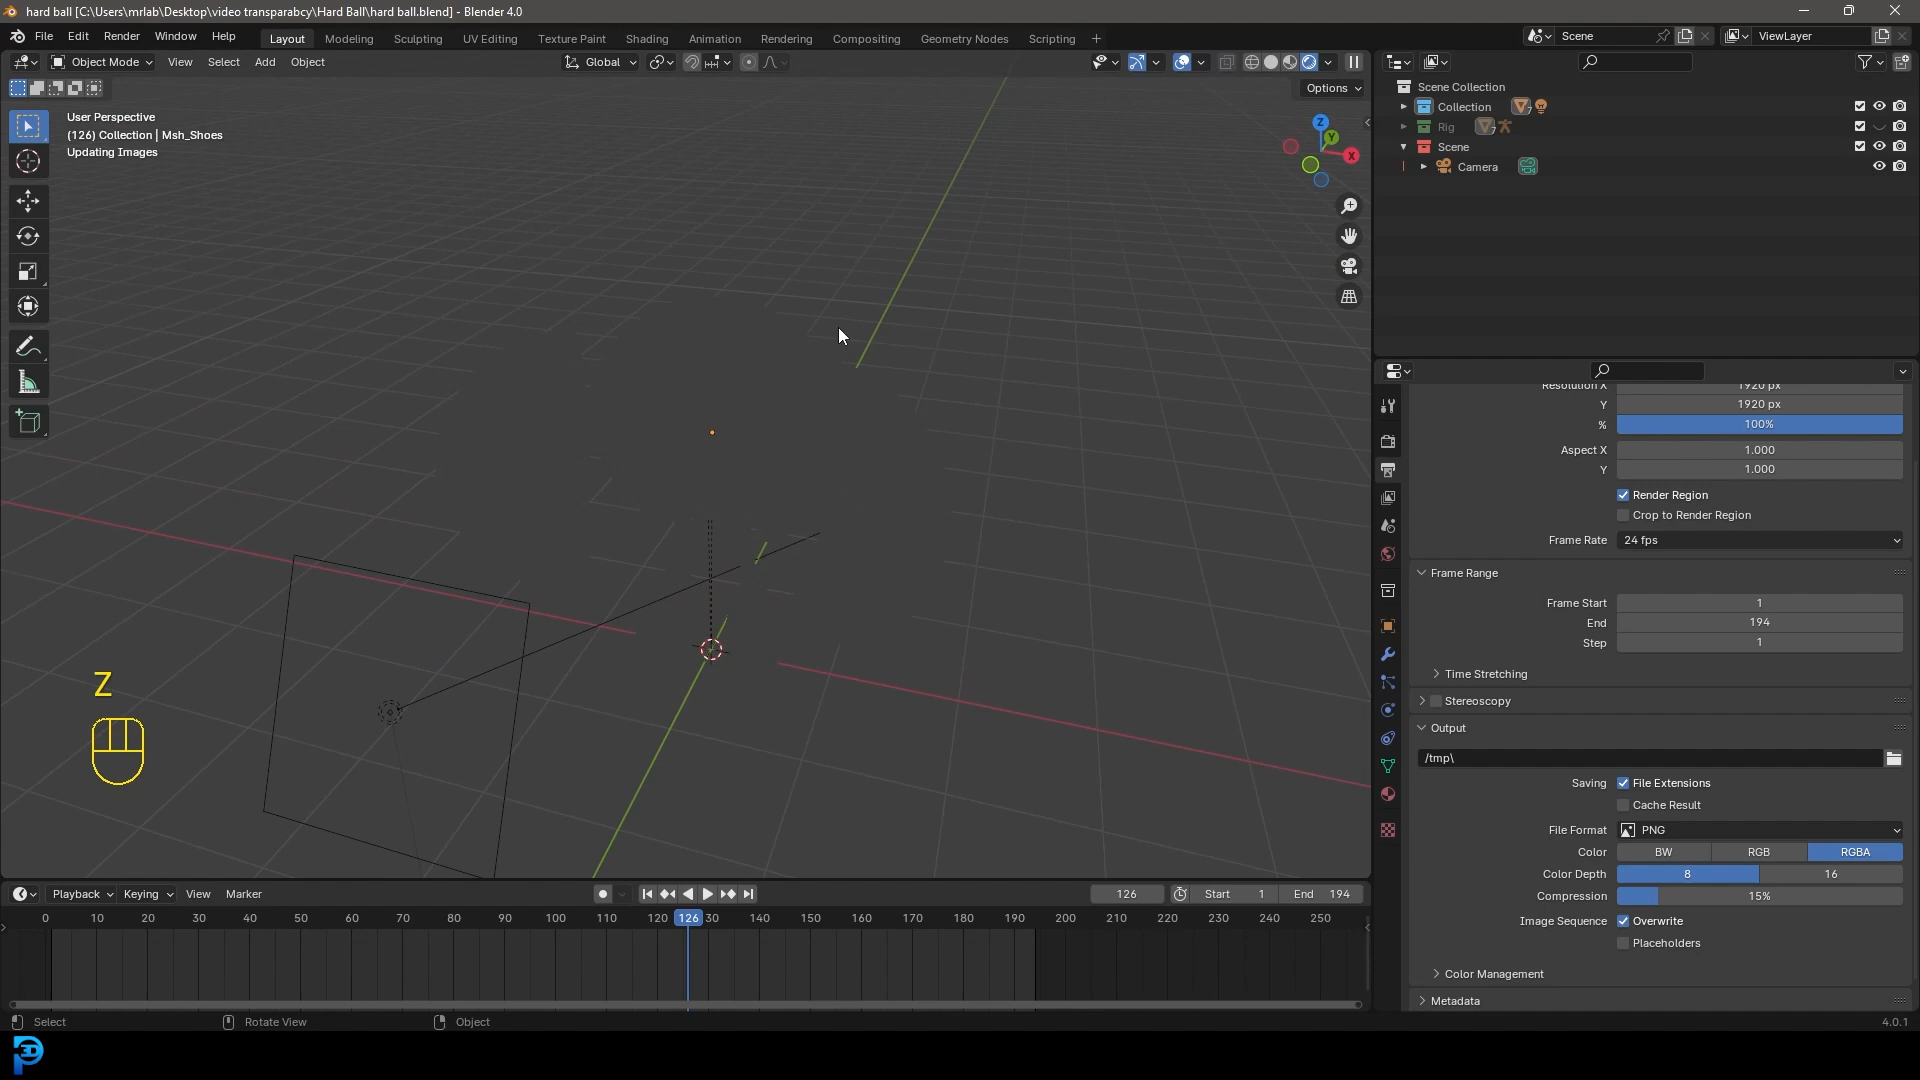 hard ball [C:\Users\mrlab\Desktop\video transparabcy\Hard Ball\hard ball.blend] - Blender 4.0
File Edit Render Window Help
Layout Modeling Sculpting UV Editing Texture Paint Shading Animation Rendering Compositing Geometry Nodes Scripting +
Scene
ViewLayer
Object Mode View Select Add Object
Global
Options
User Perspective
(126) Collection | Msh_Shoes
Updating Images
Z
Y
X
Scene Collection
Collection 7
Rig 7
Scene
Camera
Resolution X 1920 px
Y 1920 px
% 100%
Aspect X 1.000
Y 1.000
Render Region
Crop to Render Region
Frame Rate 24 fps
Frame Range
Frame Start 1
End 194
Step 1
Time Stretching
Stereoscopy
Output
/tmp\
Saving File Extensions
Cache Result
File Format PNG
Color BW RGB RGBA
Color Depth 8 16
Compression 15%
Image Sequence Overwrite
Placeholders
Color Management
Metadata
Z
Playback Keying View Marker
126 Start 1 End 194
0 10 20 30 40 50 60 70 80 90 100 110 120 126 30 140 150 160 170 180 190 200 210 220 230 240 250
Select Rotate View Object
4.0.1
3D